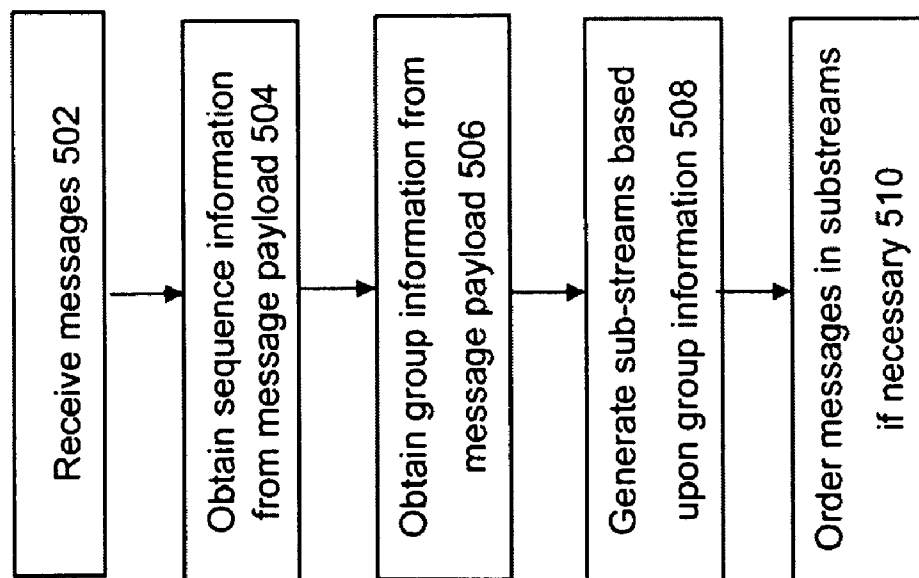 Receive messages 502
Obtain sequence information
from message payload 504
Obtain group information from
message payload 506
Generate sub-streams based
upon group information 508
Order messages in substreams
if necessary 510